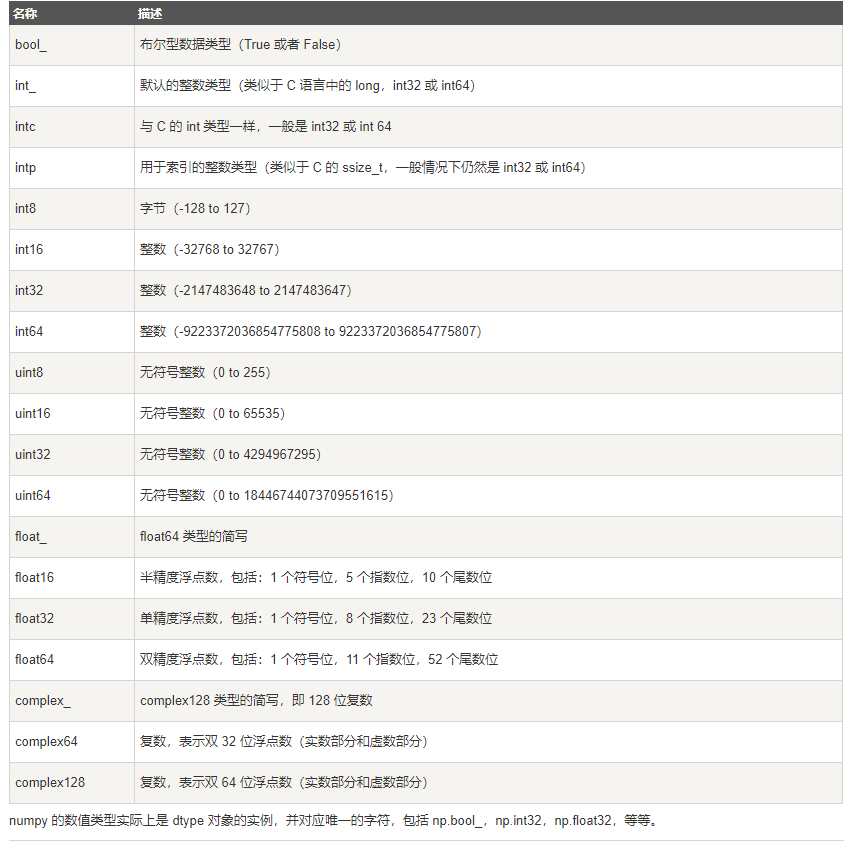 名称 描述
bool_ 布尔型数据类型（True 或者 False）
int_ 默认的整数类型（类似于 C 语言中的 long，int32 或 int64）
intc 与 C 的 int 类型一样，一般是 int32 或 int 64
intp 用于索引的整数类型（类似于 C 的 ssize_t，一般情况下仍然是 int32 或 int64）
int8 字节（-128 to 127）
int16 整数（-32768 to 32767）
int32 整数（-2147483648 to 2147483647）
int64 整数（-9223372036854775808 to 9223372036854775807）
uint8 无符号整数（0 to 255）
uint16 无符号整数（0 to 65535）
uint32 无符号整数（0 to 4294967295）
uint64 无符号整数（0 to 18446744073709551615）
float_ float64 类型的简写
float16 半精度浮点数，包括：1 个符号位，5 个指数位，10 个尾数位
float32 单精度浮点数，包括：1 个符号位，8 个指数位，23 个尾数位
float64 双精度浮点数，包括：1 个符号位，11 个指数位，52 个尾数位
complex_ complex128 类型的简写，即 128 位复数
complex64 复数，表示双 32 位浮点数（实数部分和虚数部分）
complex128 复数，表示双 64 位浮点数（实数部分和虚数部分）
numpy 的数值类型实际上是 dtype 对象的实例，并对应唯一的字符，包括 np.bool_，np.int32，np.float32，等等。